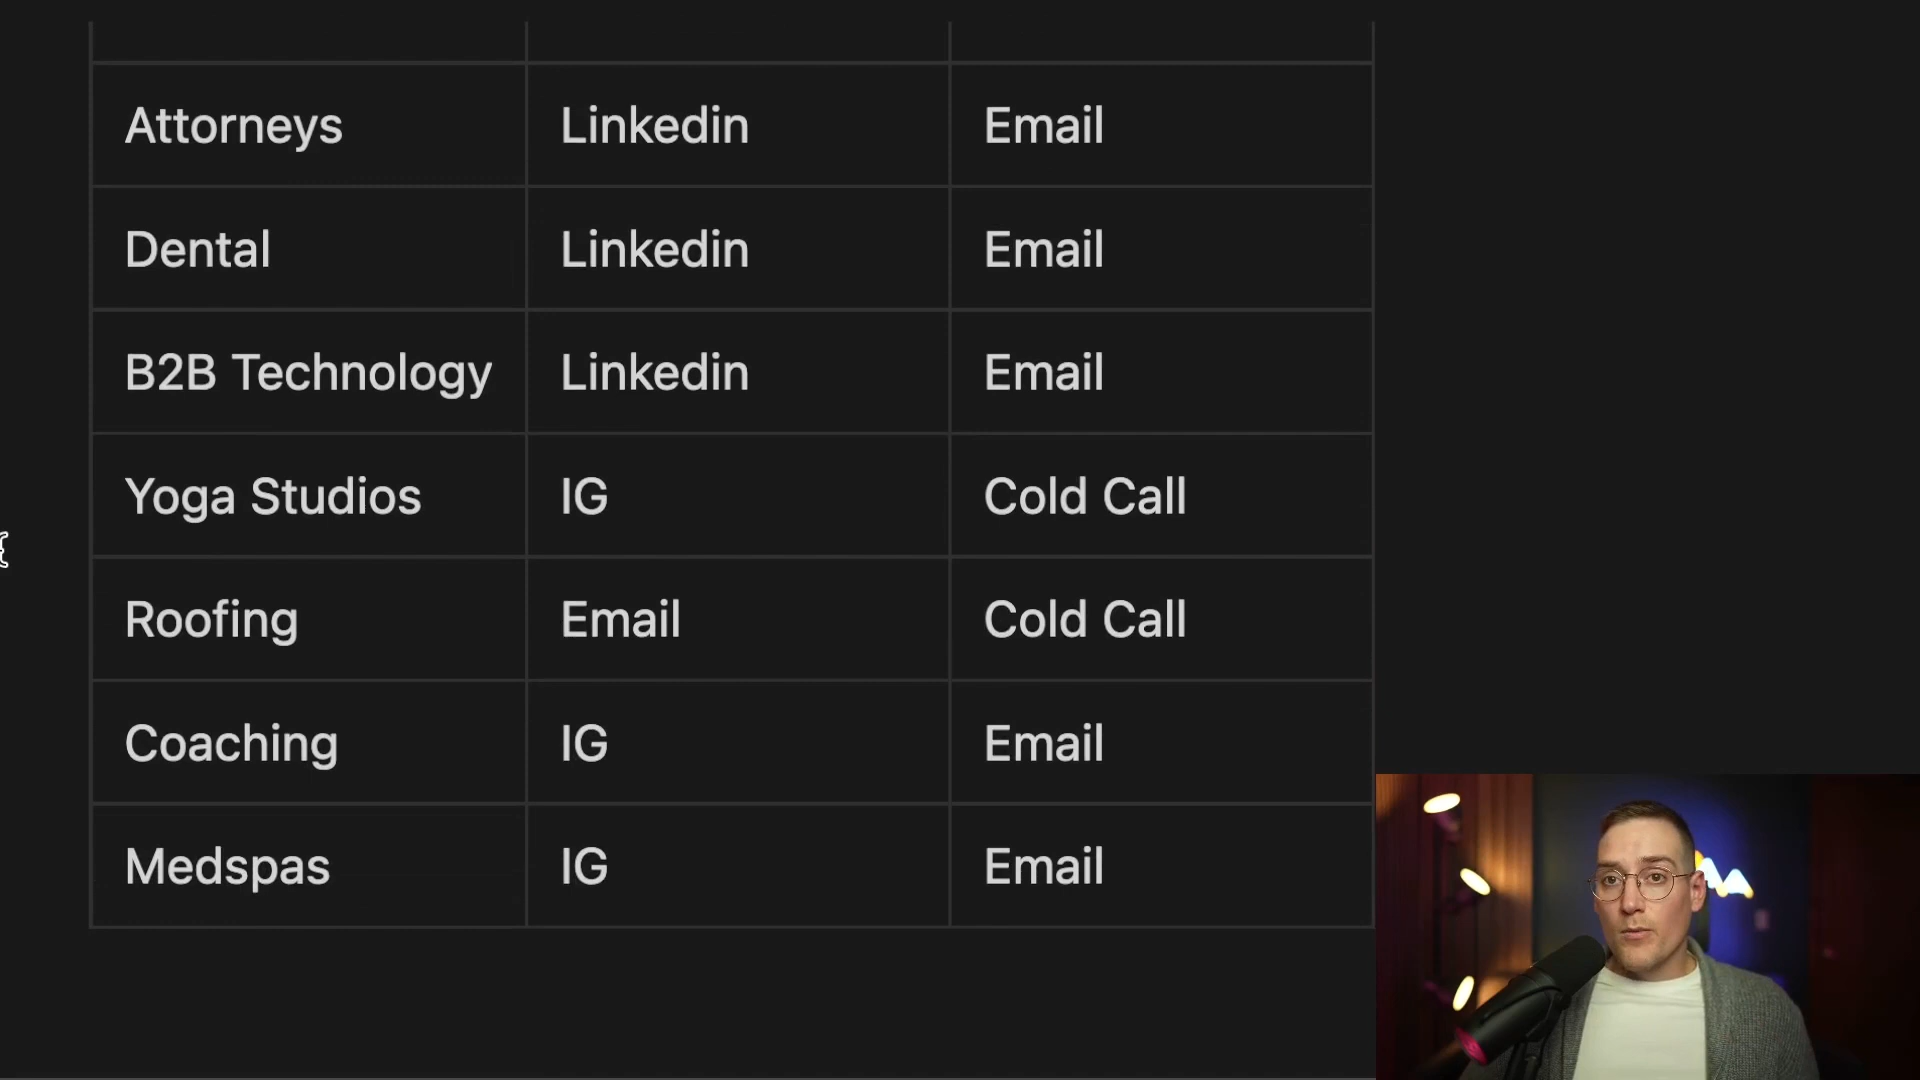 Attorneys Linkedin Email
Dental Linkedin Email
B2B Technology Linkedin Email
Yoga Studios IG Cold Call
Roofing Email Cold Call
Coaching IG Email
Medspas IG Email